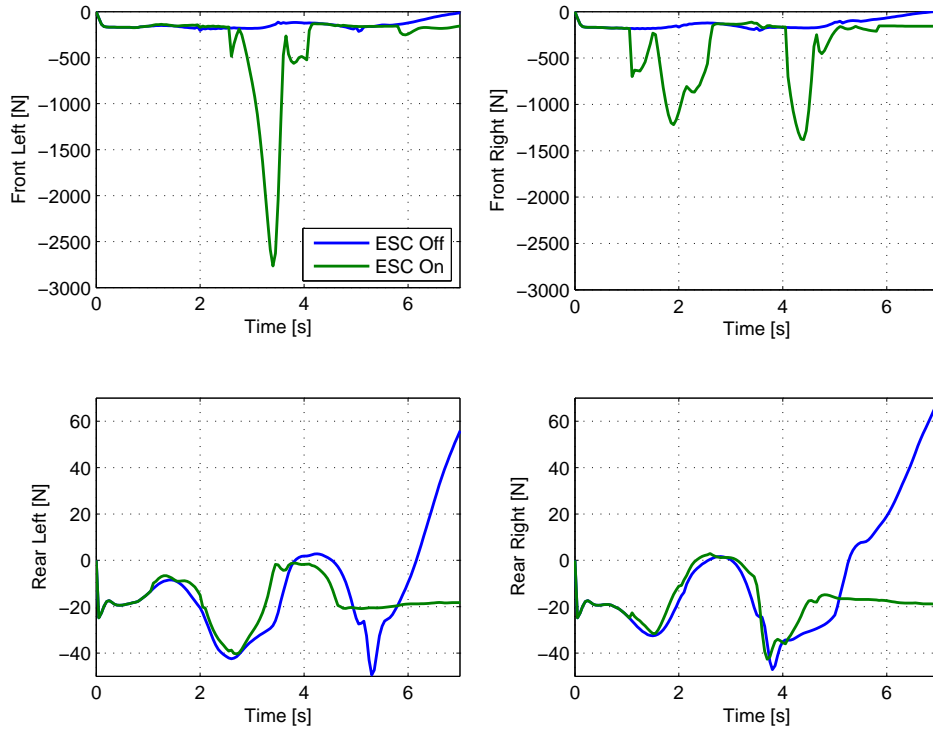 0
−500
−1000
−1500
−2000
−2500
−3000
Front Left [N]
0 2 4 6
Time [s]
ESC Off
ESC On
0
−500
−1000
−1500
−2000
−2500
−3000
Front Right [N]
0 2 4 6
Time [s]
60
40
20
0
−20
−40
Rear Left [N]
0 2 4 6
Time [s]
60
40
20
0
−20
−40
Rear Right [N]
0 2 4 6
Time [s]